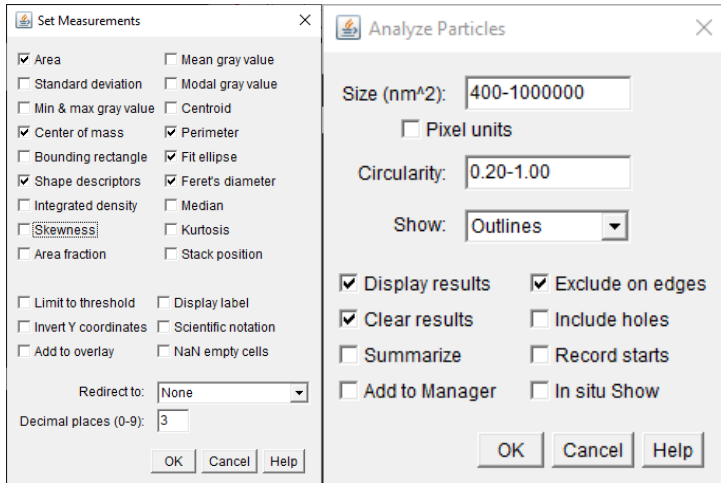 Set Measurements
Area
Mean gray value
Standard deviation
Modal gray value
Min & max gray value
Centroid
Center of mass
Perimeter
Bounding rectangle
Fit ellipse
Shape descriptors
Feret's diameter
Integrated density
Median
Skewness
Kurtosis
Area fraction
Stack position
Limit to threshold
Display label
Invert Y coordinates
Scientific notation
Add to overlay
NaN empty cells
Redirect to: None
Decimal places (0-9): 3
OK Cancel Help
Analyze Particles
Size (nm^2): 400-1000000
Pixel units
Circularity: 0.20-1.00
Show: Outlines
Display results
Exclude on edges
Clear results
Include holes
Summarize
Record starts
Add to Manager
In situ Show
OK Cancel Help